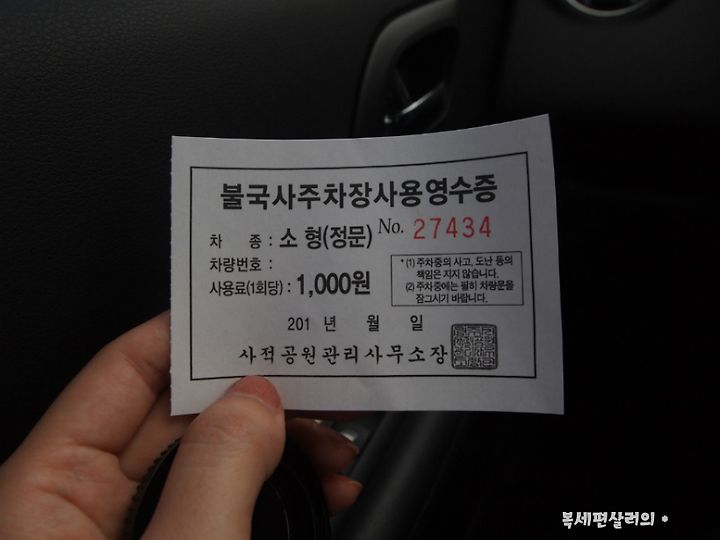 불국사주차장사용영수증
차 종 : 소 형(정문) No. 27434
차량번호 :
사용료(1회당) : 1,000원
* (1) 주차중의 사고, 도난 등의
책임은 지지 않습니다.
(2) 주차중에는 필히 차량문을
잠그시기 바랍니다.
201 년 월 일
사적공원관리사무소장
복세편살러의 *